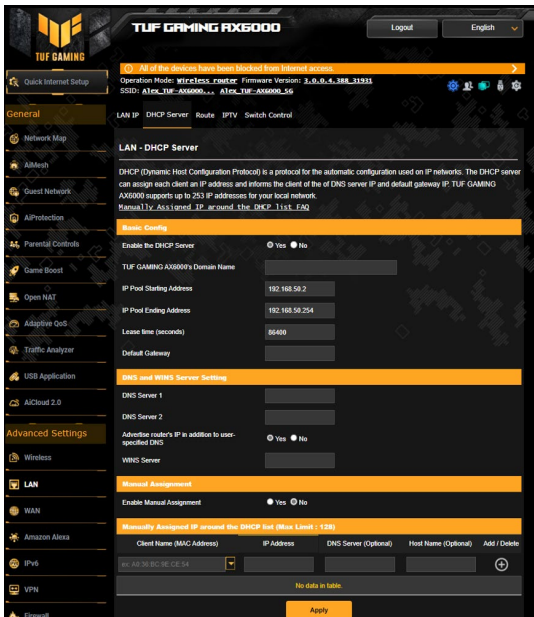 TUF GAMING
TUF GAMING AX6000
Logout
English
All of the devices have been blocked from Internet access.
Quick Internet Setup
Operation Mode: Wireless router Firmware Version: 3.0.0.4.388_31931
SSID: Alex_TUF-AX6000... Alex_TUF-AX6000_5G
General
Network Map
AiMesh
Guest Network
AiProtection
Parental Controls
Game Boost
Open NAT
Adaptive QoS
Traffic Analyzer
USB Application
AiCloud 2.0
Advanced Settings
Wireless
LAN
WAN
Amazon Alexa
IPv6
VPN
Firewall
LAN IP DHCP Server Route IPTV Switch Control
LAN - DHCP Server
DHCP (Dynamic Host Configuration Protocol) is a protocol for the automatic configuration used on IP networks. The DHCP server
can assign each client an IP address and informs the client of the of DNS server IP and default gateway IP. TUF GAMING
AX6000 supports up to 253 IP addresses for your local network.
Manually Assigned IP around the DHCP list FAQ
Basic Config
Enable the DHCP Server Yes No
TUF GAMING AX6000's Domain Name
IP Pool Starting Address 192.168.50.2
IP Pool Ending Address 192.168.50.254
Lease time (seconds) 86400
Default Gateway
DNS and WINS Server Setting
DNS Server 1
DNS Server 2
Advertise router's IP in addition to user-
specified DNS Yes No
WINS Server
Manual Assignment
Enable Manual Assignment Yes No
Manually Assigned IP around the DHCP list (Max Limit : 128)
Client Name (MAC Address) IP Address DNS Server (Optional) Host Name (Optional) Add / Delete
ex: A0:36:BC:9E:CE:54
No data in table.
Apply